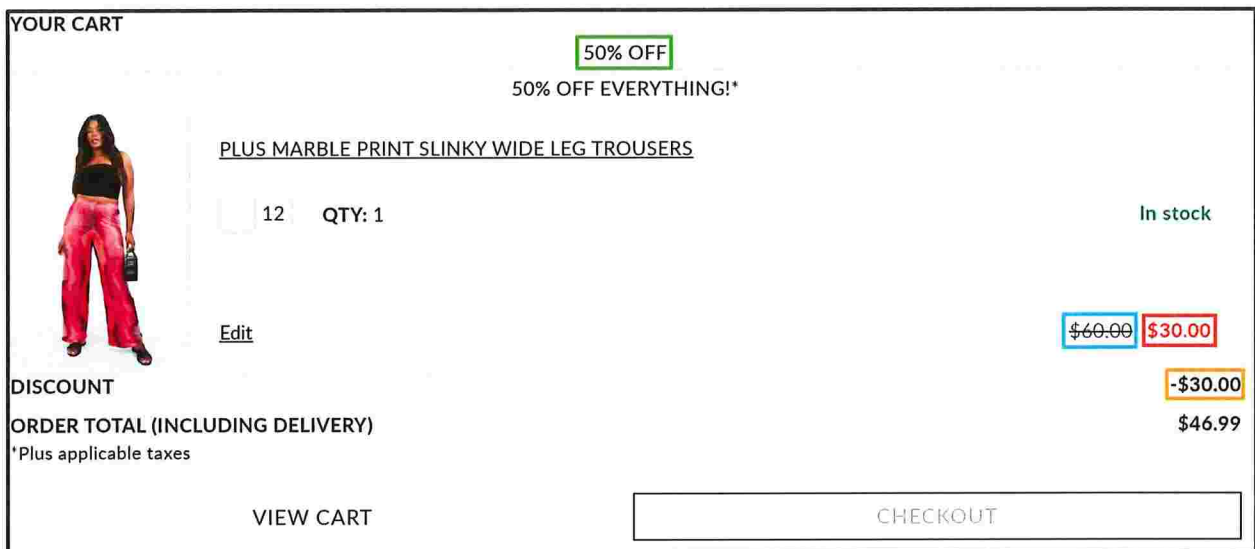 YOUR CART
50% OFF
50% OFF EVERYTHING!*
PLUS MARBLE PRINT SLINKY WIDE LEG TROUSERS
12 QTY: 1 In stock
Edit $60.00 $30.00
DISCOUNT -$30.00
ORDER TOTAL (INCLUDING DELIVERY) $46.99
*Plus applicable taxes
VIEW CART CHECKOUT